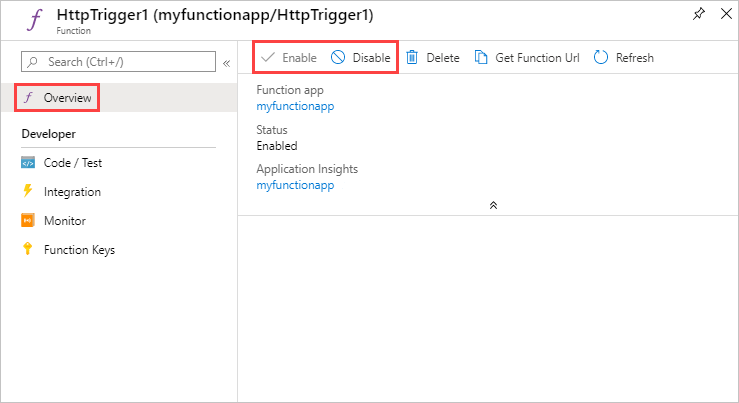 HttpTrigger1 (myfunctionapp/HttpTrigger1)
Function
Search (Ctrl+/)
«
Overview
Developer
Code / Test
Integration
Monitor
Function Keys
Enable Disable Delete Get Function Url Refresh
Function app
myfunctionapp
Status
Enabled
Application Insights
myfunctionapp